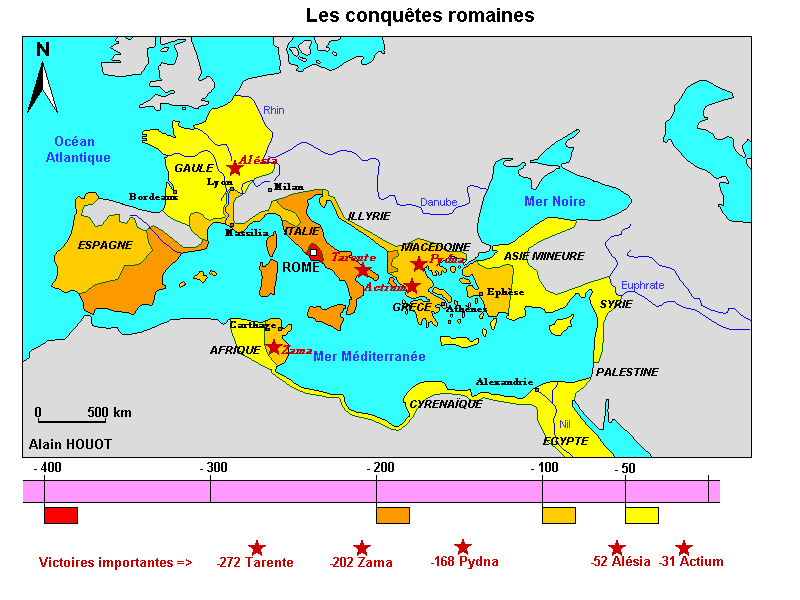 Les conquêtes romaines
N
Rhin
Océan
Atlantique
Alésia
GAULE
Lyon
Milan
Bordeaux
Danube
Mer Noire
ILLYRIE
Massilia
ITALIE
ESPAGNE
MACEDOINE
ASIE MINEURE
Tarente
Pydna
ROME
Actium
Ephèse
Euphrate
GRECE
Athènes
SYRIE
Carthage
AFRIQUE
Zama
Mer Méditerranée
PALESTINE
Alexandrie
CYRENAÏQUE
0 500 km
Nil
EGYPTE
Alain HOUOT
- 400 - 300 - 200 - 100 - 50
Victoires importantes => -272 Tarente -202 Zama -168 Pydna -52 Alésia -31 Actium